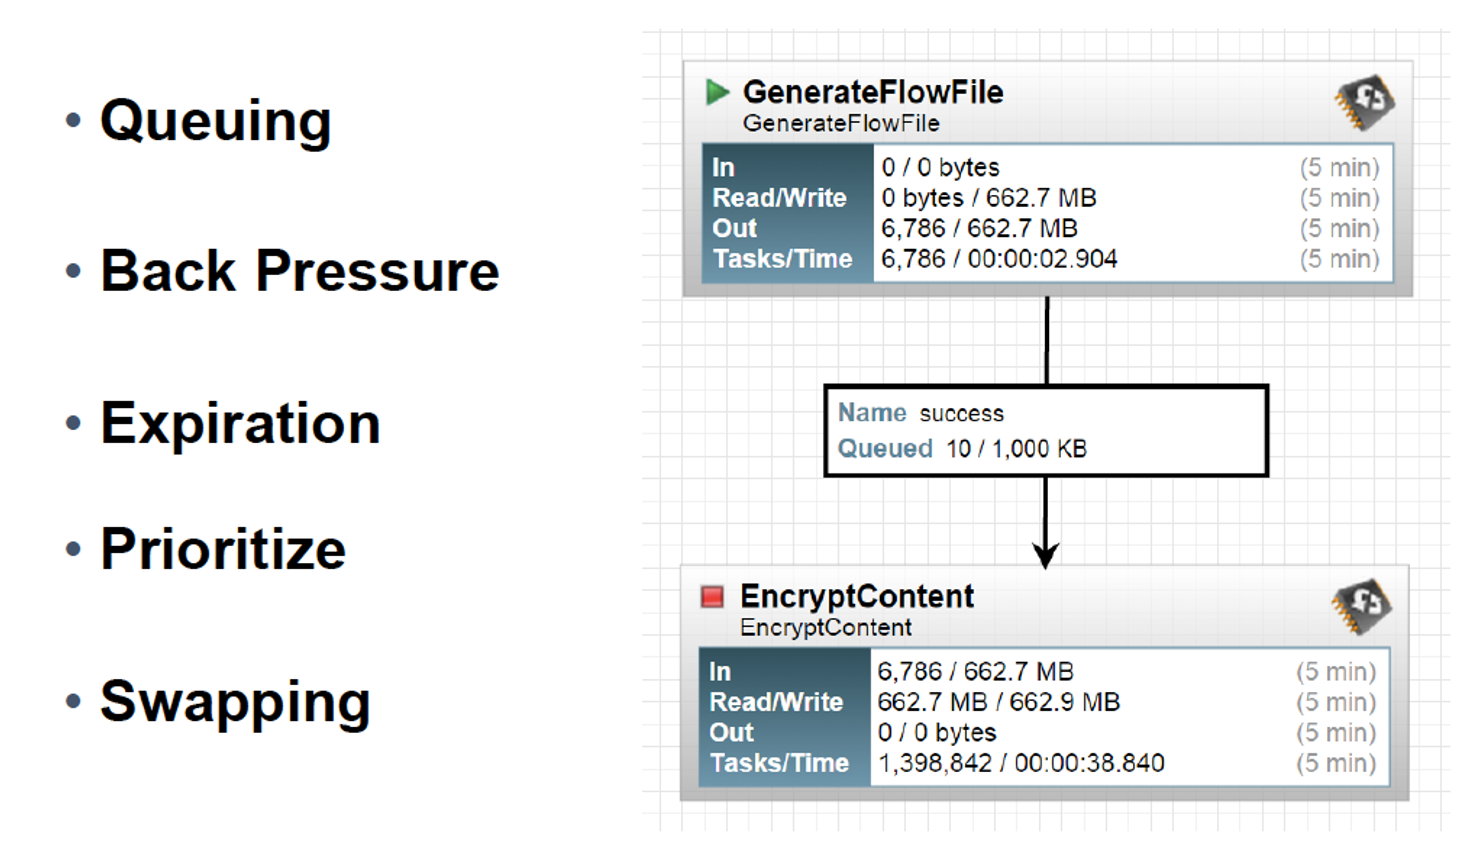 • Queuing
• Back Pressure
• Expiration
• Prioritize
• Swapping
GenerateFlowFile
GenerateFlowFile
In 0 / 0 bytes (5 min)
Read/Write 0 bytes / 662.7 MB (5 min)
Out 6,786 / 662.7 MB (5 min)
Tasks/Time 6,786 / 00:00:02.904 (5 min)
Name success
Queued 10 / 1,000 KB
EncryptContent
EncryptContent
In 6,786 / 662.7 MB (5 min)
Read/Write 662.7 MB / 662.9 MB (5 min)
Out 0 / 0 bytes (5 min)
Tasks/Time 1,398,842 / 00:00:38.840 (5 min)